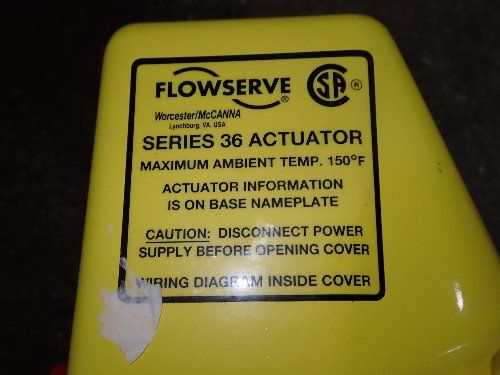 FLOWSERVE
®
SA ®
Worcester/McCANNA
Lynchburg, VA. USA
SERIES 36 ACTUATOR
MAXIMUM AMBIENT TEMP. 150°F
ACTUATOR INFORMATION
IS ON BASE NAMEPLATE
CAUTION: DISCONNECT POWER
SUPPLY BEFORE OPENING COVER
WIRING DIAGRAM INSIDE COVER